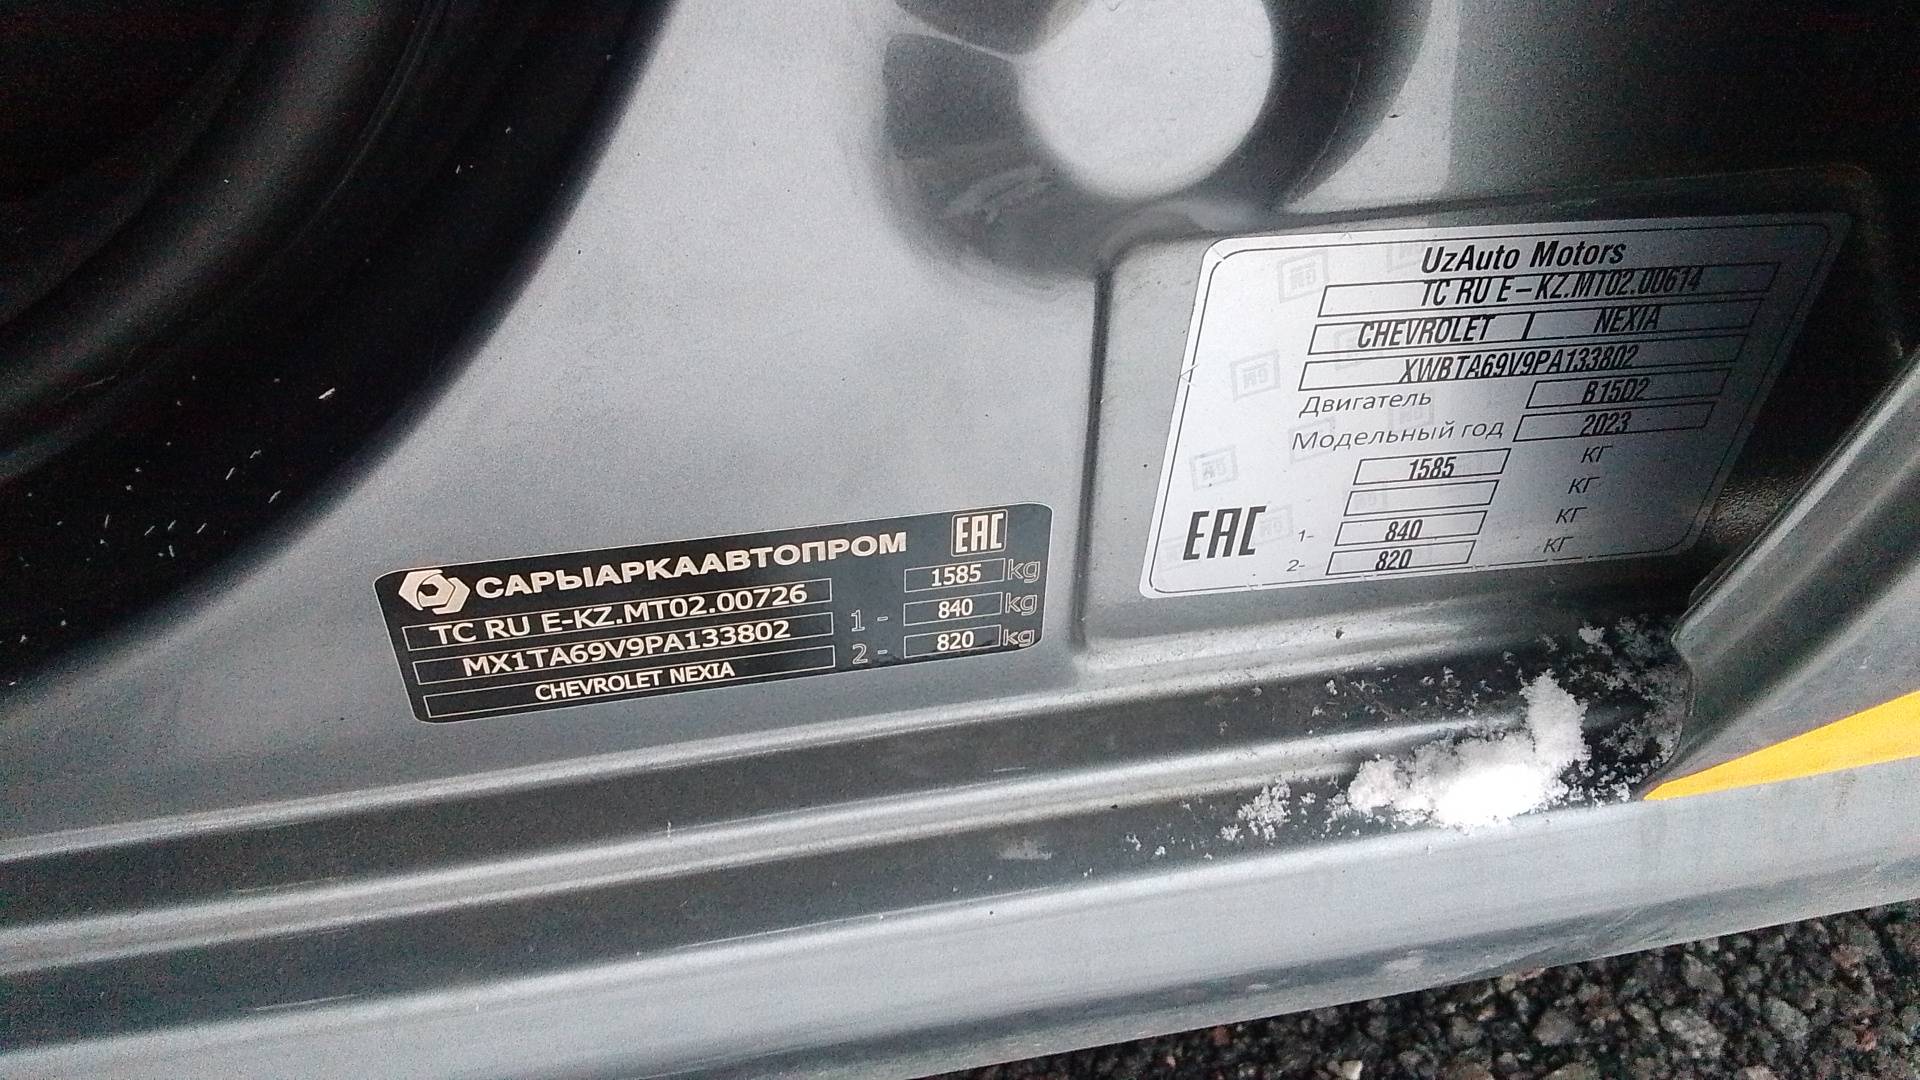 САРЫАРКААВТОПРОМ EAC
TC RU E-KZ.MT02.00726 1585 kg
MX1TA69V9PA133802 1 - 840 kg
CHEVROLET NEXIA 2 - 820 kg
UzAuto Motors
TC RU E-KZ.MT02.00614
CHEVROLET NEXIA
XWBTA69V9PA133802
Двигатель B15D2
Модельный год 2023
1585 КГ
КГ
EAC 1- 840 КГ
2- 820 КГ